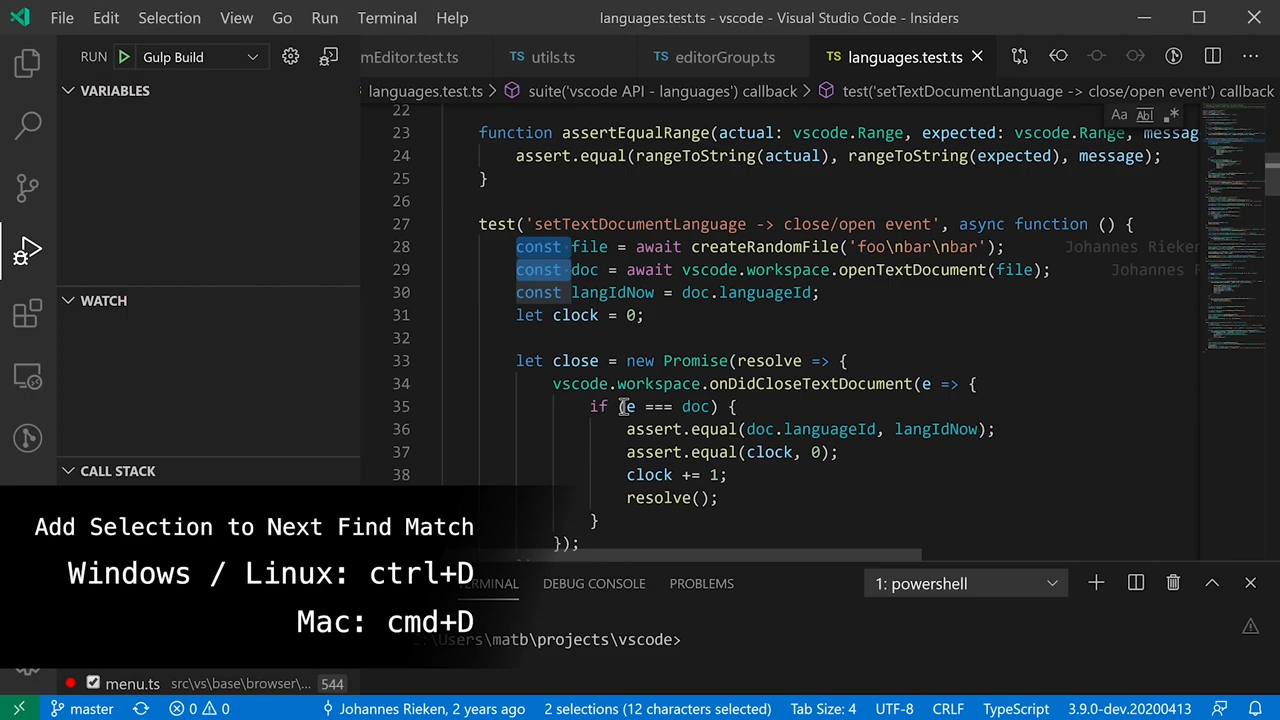 File Edit Selection View Go Run Terminal Help languages.test.ts - vscode - Visual Studio Code - Insiders
RUN Gulp Build
mEditor.test.ts utils.ts editorGroup.ts languages.test.ts
languages.test.ts > suite('vscode API - languages') callback > test('setTextDocumentLanguage -> close/open event') callback
VARIABLES
Aa Abl .*
22
23 function assertEqualRange(actual: vscode.Range, expected: vscode.Range, message
24 assert.equal(rangeToString(actual), rangeToString(expected), message);
25 }
26
27 test('setTextDocumentLanguage -> close/open event', async function () {
28 const file = await createRandomFile('foo\nbar\nbar'); Johannes Rieken
29 const doc = await vscode.workspace.openTextDocument(file); Johannes R
30 const langIdNow = doc.languageId;
31 let clock = 0;
WATCH
33 let close = new Promise(resolve => {
34 vscode.workspace.onDidCloseTextDocument(e => {
35 if (e === doc) {
36 assert.equal(doc.languageId, langIdNow);
37 assert.equal(clock, 0);
38 clock += 1;
resolve();
}
});
CALL STACK
Add Selection to Next Find Match
Windows / Linux: ctrl+D
Mac: cmd+D
MINAL DEBUG CONSOLE PROBLEMS 1: powershell
:\Users\matb\projects\vscode>
menu.ts src\vs\base\browser\... 544
master 0 0 Johannes Rieken, 2 years ago 2 selections (12 characters selected) Tab Size: 4 UTF-8 CRLF TypeScript 3.9.0-dev.20200413